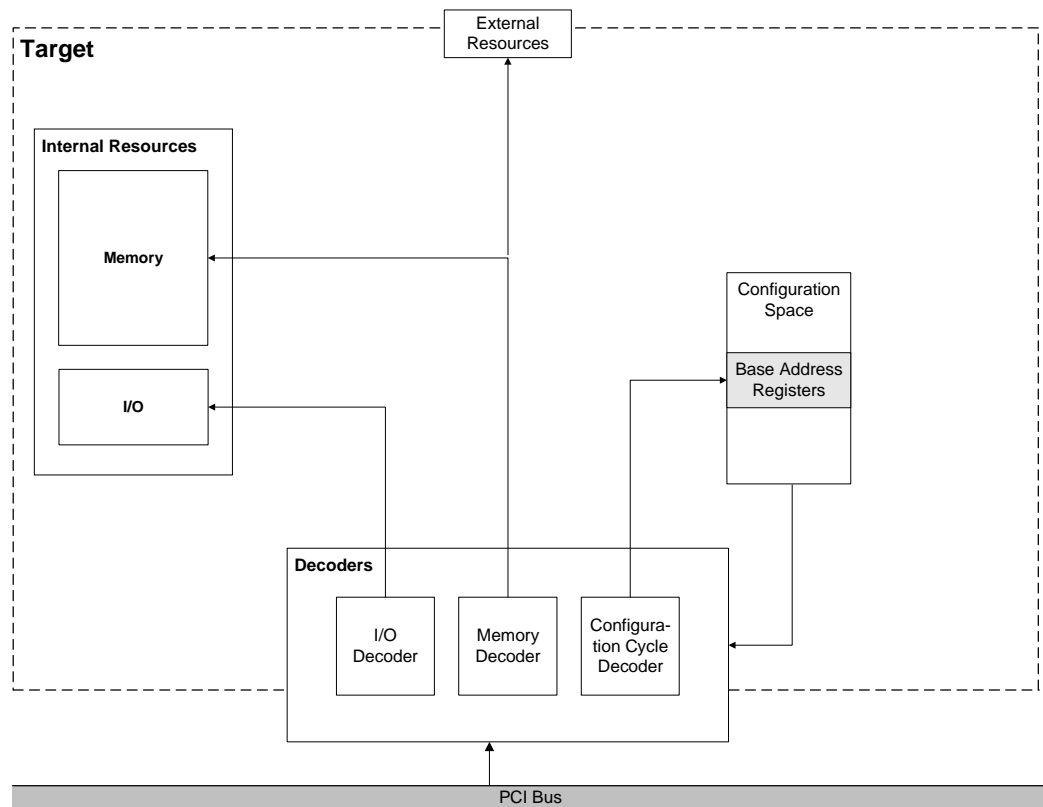 External
Resources
Target
Internal Resources
Memory
I/O
Configuration
Space
Base Address
Registers
Decoders
I/O
Decoder
Memory
Decoder
Configura-
tion Cycle
Decoder
PCI Bus